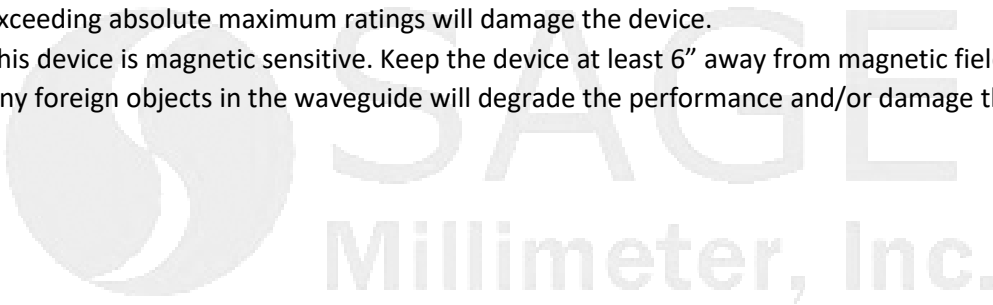 xceeding absolute maximum ratings will damage the device.
his device is magnetic sensitive. Keep the device at least 6” away from magnetic fiel
ny foreign objects in the waveguide will degrade the performance and/or damage t
SAGE
Millimeter, Inc.